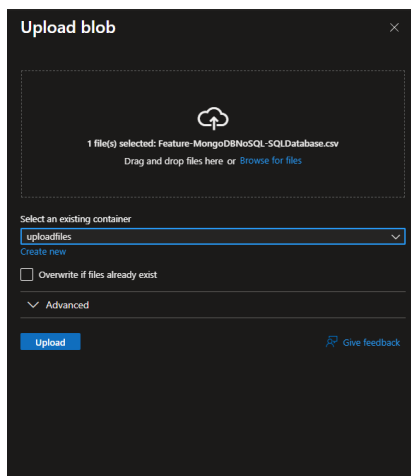 Upload blob
1 file(s) selected: Feature-MongoDBNoSQL-SQLDatabase.csv
Drag and drop files here or Browse for files
Select an existing container
uploadfiles
Create new
Overwrite if files already exist
Advanced
Upload
Give feedback